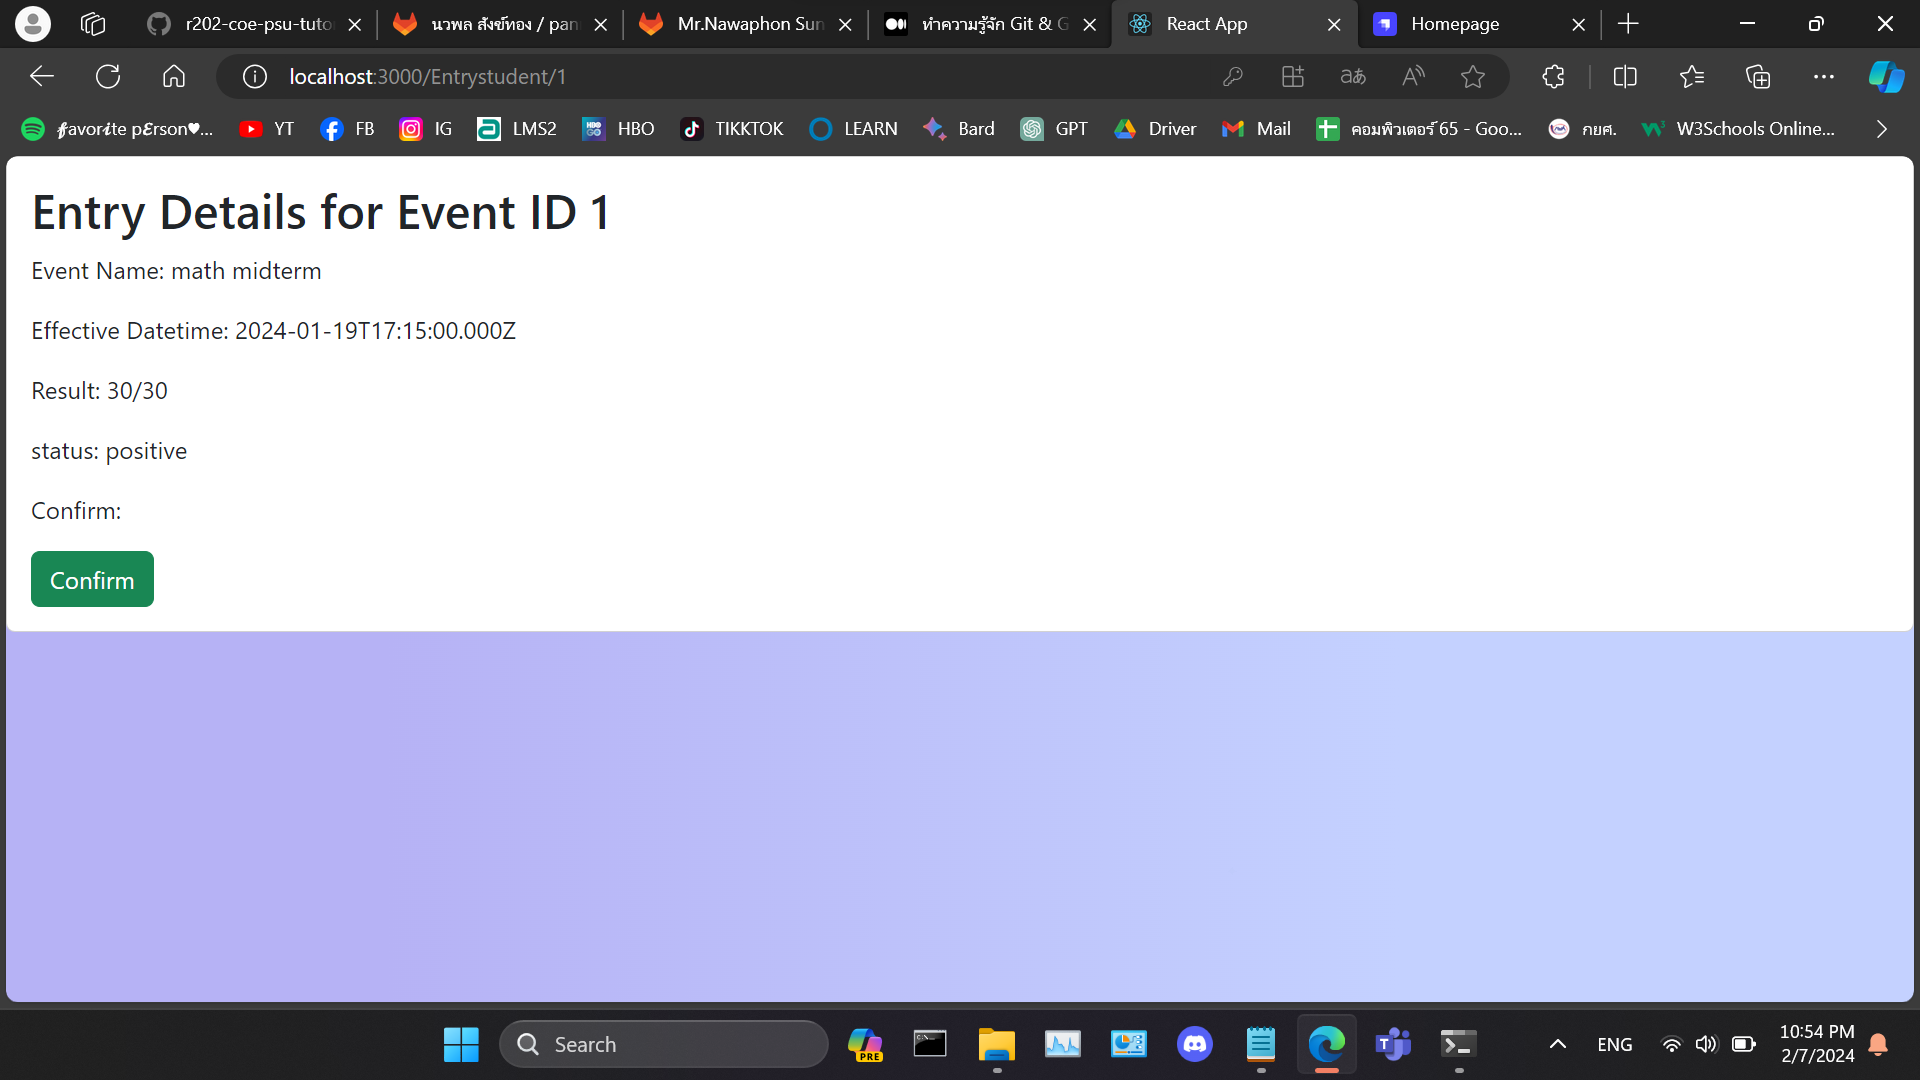 r202-coe-psu-tuto
นวพล สังข์ทอง / pan
Mr.Nawaphon Sun
ทำความรู้จัก Git & G
React App
Homepage
localhost:3000/Entrystudent/1
𝓯avor𝓲te p𝓔rson♥...
YT
FB
IG
LMS2
HBO
TIKKTOK
LEARN
Bard
GPT
Driver
Mail
คอมพิวเตอร์ 65 - Goo...
กยศ.
W3Schools Online...
Entry Details for Event ID 1
Event Name: math midterm
Effective Datetime: 2024-01-19T17:15:00.000Z
Result: 30/30
status: positive
Confirm:
Confirm
Search
PRE
ENG
10:54 PM
2/7/2024